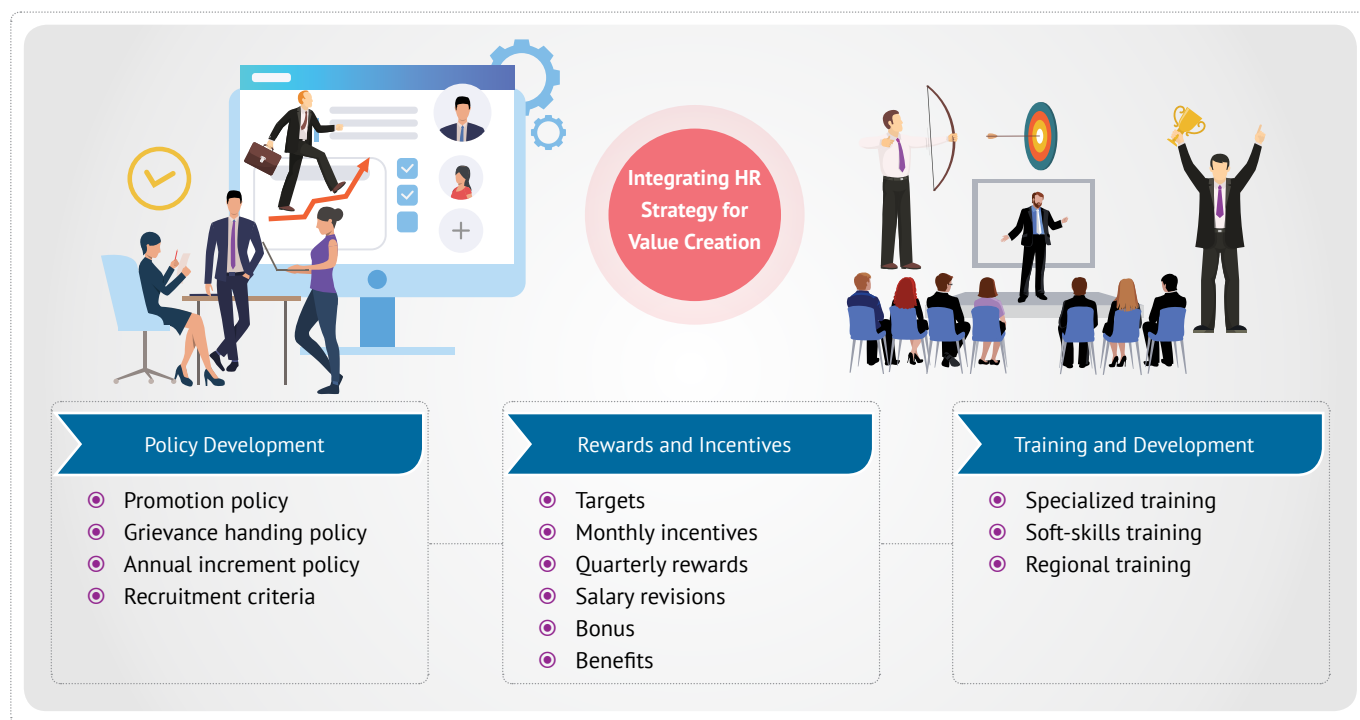 Integrating HR
Strategy for
Value Creation
Policy Development
Promotion policy
Grievance handing policy
Annual increment policy
Recruitment criteria
Rewards and Incentives
Targets
Monthly incentives
Quarterly rewards
Salary revisions
Bonus
Benefits
Training and Development
Specialized training
Soft-skills training
Regional training